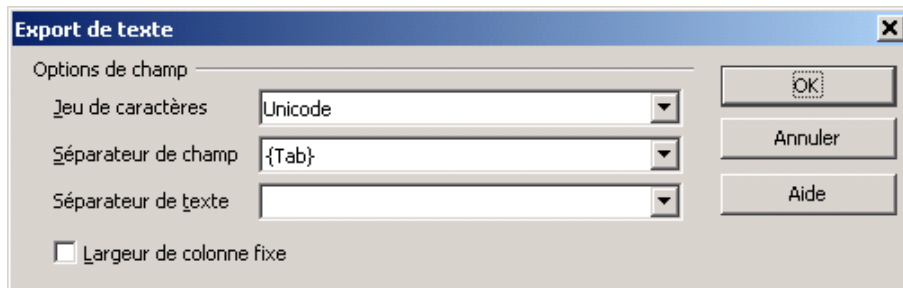 Export de texte
Options de champ
Jeu de caractères
Unicode
Séparateur de champ
{Tab}
Séparateur de texte
Largeur de colonne fixe
OK
Annuler
Aide